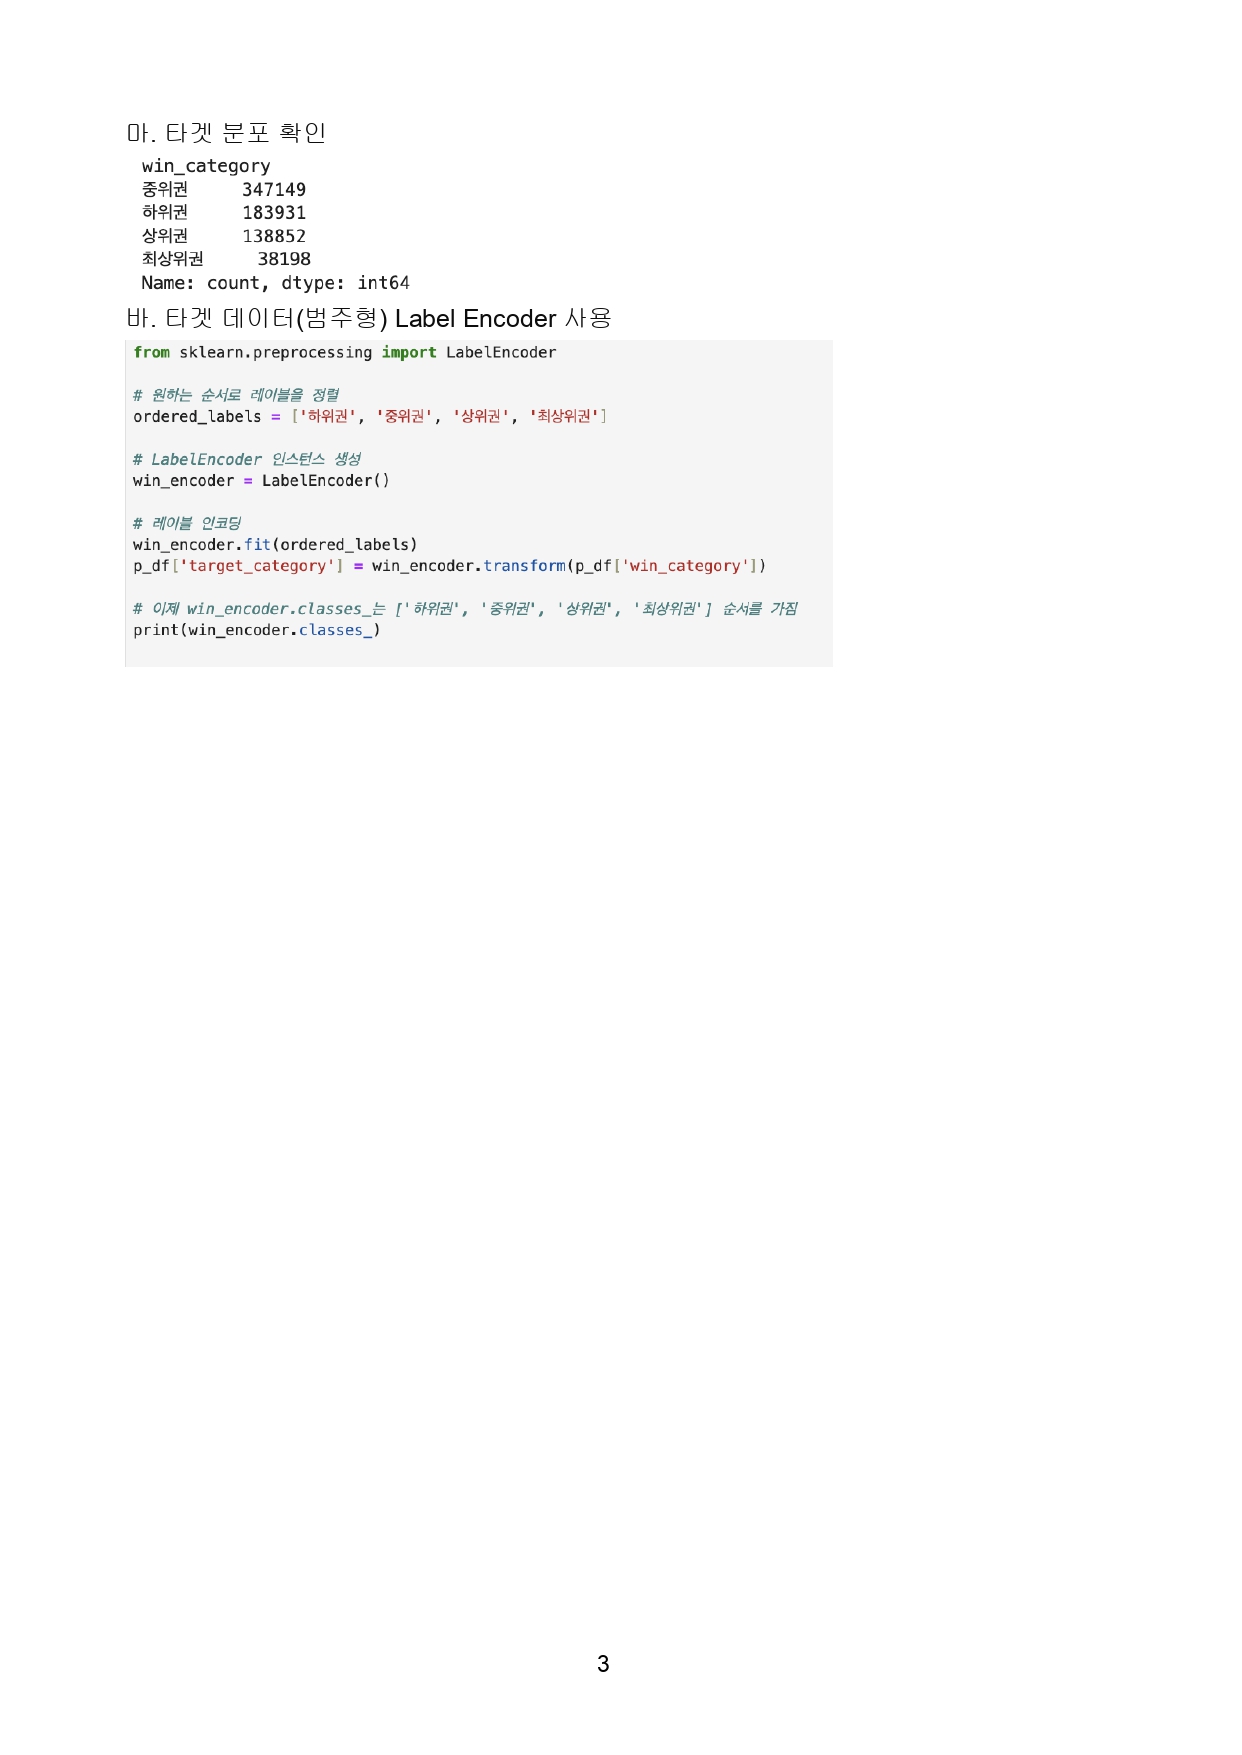 마. 타겟 분포 확인
win_category
중위권 347149
하위권 183931
상위권 138852
최상위권 38198
Name: count, dtype: int64
바. 타겟 데이터(범주형) Label Encoder 사용
from sklearn.preprocessing import LabelEncoder
# 원하는 순서로 레이블을 정렬
ordered_labels = ['하위권', '중위권', '상위권', '최상위권']
# LabelEncoder 인스턴스 생성
win_encoder = LabelEncoder()
# 레이블 인코딩
win_encoder.fit(ordered_labels)
p_df['target_category'] = win_encoder.transform(p_df['win_category'])
# 이제 win_encoder.classes_는 ['하위권', '중위권', '상위권', '최상위권'] 순서를 가짐
print(win_encoder.classes_)
3